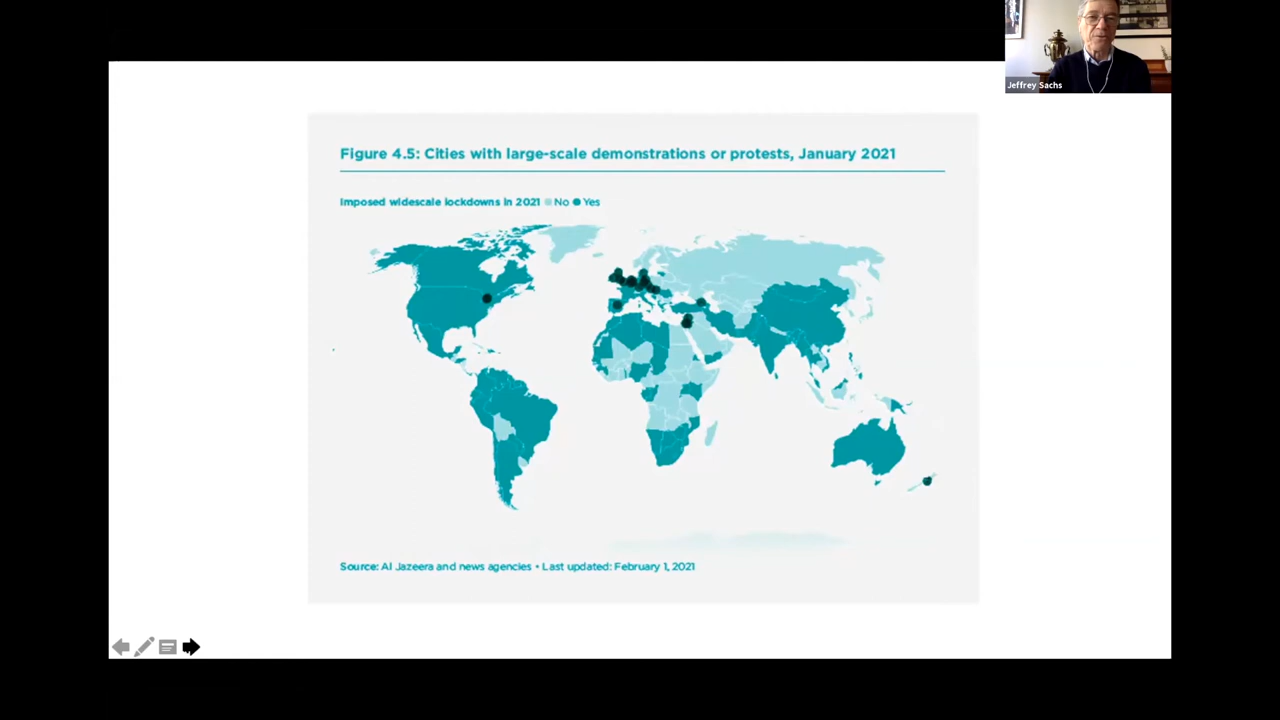 Jeffrey Sachs
Figure 4.5: Cities with large-scale demonstrations or protests, January 2021
Imposed widescale lockdowns in 2021 No Yes
Source: Al Jazeera and news agencies • Last updated: February 1, 2021